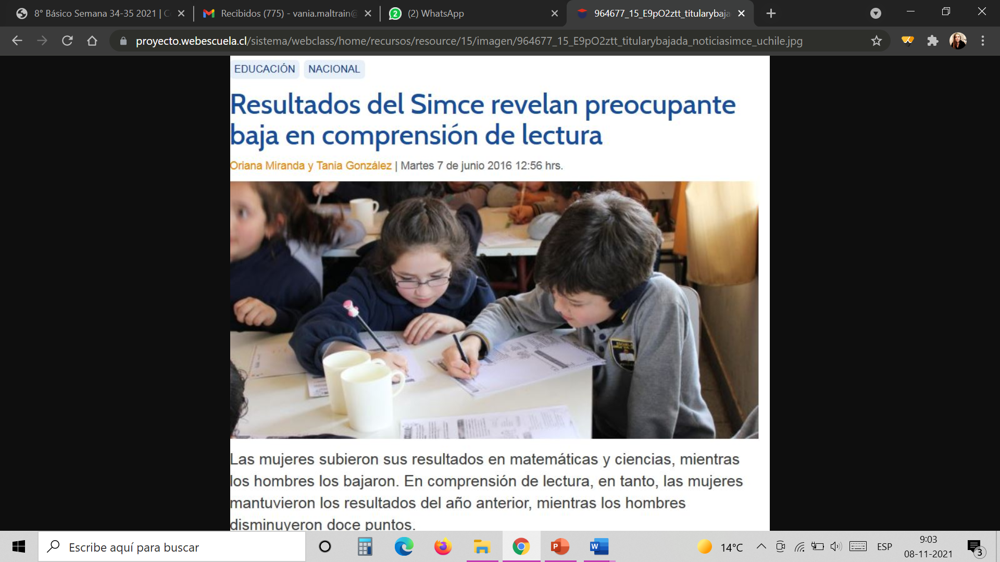 8° Básico Semana 34-35 2021 | C
Recibidos (775) - vania.maltrain@
2
(2) WhatsApp
964677_15_E9pO2ztt_titularybaja
proyecto.webescuela.cl/sistema/webclass/home/recursos/resource/15/imagen/964677_15_E9pO2ztt_titularybajada_noticiasimce_uchile.jpg
EDUCACIÓN NACIONAL
Resultados del Simce revelan preocupante
baja en comprensión de lectura
Oriana Miranda y Tania González | Martes 7 de junio 2016 12:56 hrs.
Las mujeres subieron sus resultados en matemáticas y ciencias, mientras
los hombres los bajaron. En comprensión de lectura, en tanto, las mujeres
mantuvieron los resultados del año anterior, mientras los hombres
disminuyeron doce puntos.
Escribe aquí para buscar
14°C
ESP
9:03
08-11-2021
3